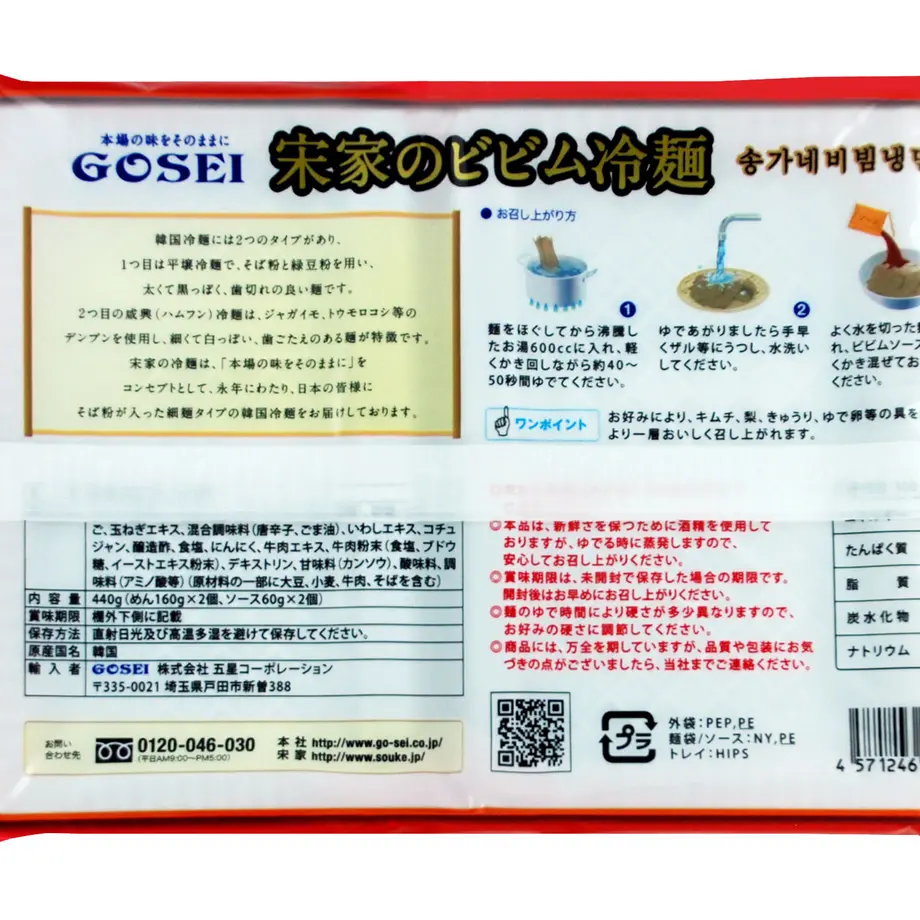 本場の味をそのままに
GOSEI 宋家のビビム冷麺 송가네비빔냉
韓国冷麺には2つのタイプがあり、
1つ目は平壌冷麺で、そば粉と緑豆粉を用い、
太くて黒っぽく、歯切れの良い麺です。
2つ目の咸興（ハムフン）冷麺は、ジャガイモ、トウモロコシ等の
デンプンを使用し、細くて白っぽい、歯ごたえのある麺が特徴です。
宋家の冷麺は、「本場の味をそのままに」を
コンセプトとして、永年にわたり、日本の皆様に
そば粉が入った細麺タイプの韓国冷麺をお届けしております。
● お召し上がり方
1
麺をほぐしてから沸騰し
たお湯600ccに入れ、軽
くかき回しながら約40〜
50秒間ゆでてください。
2
ゆであがりましたら手早
くザル等にうつし、水洗い
してください。
よく水を切った
れ、ビビムソース
くかき混ぜてお
ください。
ワンポイント
お好みにより、キムチ、梨、きゅうり、ゆで卵等の具を
より一層おいしく召し上がれます。
ご、玉ねぎエキス、混合調味料（唐辛子、ごま油）、いわしエキス、コチュ
ジャン、醸造酢、食塩、にんにく、牛肉エキス、牛肉粉末（食塩、ブドウ
糖、イーストエキス粉末）、デキストリン、甘味料（カンゾウ）、酸味料、調
味料（アミノ酸等）（原材料の一部に大豆、小麦、牛肉、そばを含む）
内容量 440g（めん160g×2個、ソース60g×2個）
賞味期限 欄外下側に記載
保存方法 直射日光及び高温多湿を避けて保存してください。
原産国名 韓国
輸入者 GOSEI 株式会社 五星コーポレーション
〒335-0021 埼玉県戸田市新曽388
◎本品は、新鮮さを保つために酒精を使用して
おりますが、ゆでる時に蒸発しますので、
安心してお召し上がりください。
◎賞味期限は、未開封で保存した場合の期限です。
開封後はお早めにお召し上がりください。
◎麺のゆで時間により硬さが多少異なりますので、
お好みの硬さに調節してください。
◎商品には、万全を期していますが、品質や包装にお気
づきの点がございましたら、当社までご連絡ください。
たんぱく質
脂質
炭水化物
ナトリウム
お問い
合わせ先
0120-046-030
（平日AM9:00〜PM5:00）
本社 http://www.go-sei.co.jp/
宋家 http://www.souke.jp/
プラ
外袋：PEP,PE
麺袋/ソース：NY,PE
トレイ：HIPS
4 571246